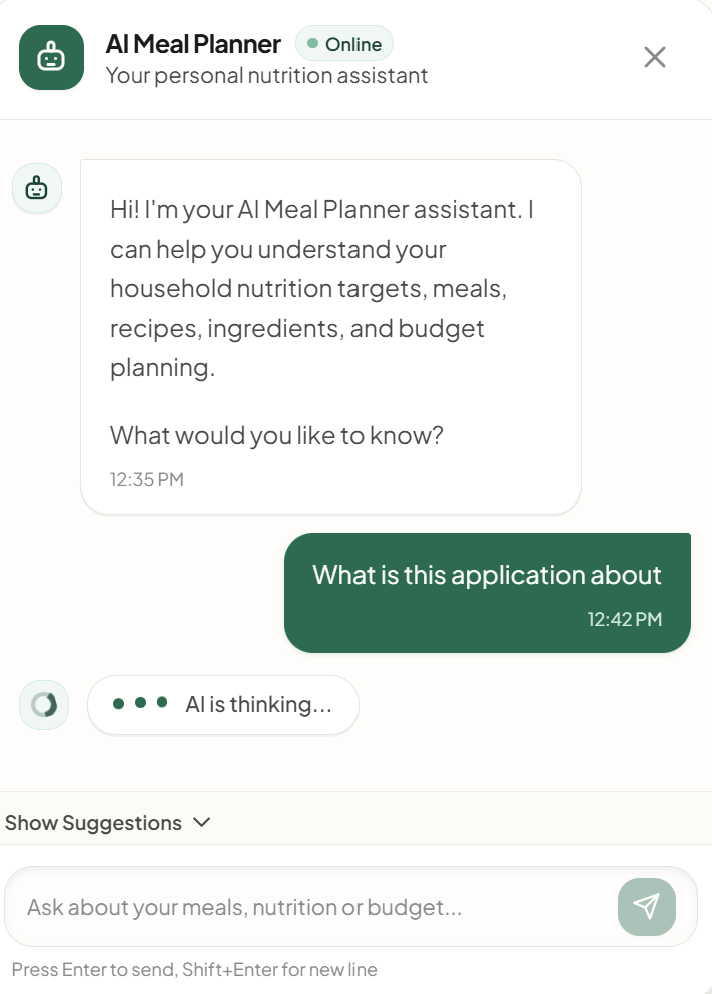 AI Meal Planner
Online
Your personal nutrition assistant
Hi! I'm your AI Meal Planner assistant. I
can help you understand your
household nutrition targets, meals,
recipes, ingredients, and budget
planning.
What would you like to know?
12:35 PM
What is this application about
12:42 PM
AI is thinking...
Show Suggestions
Ask about your meals, nutrition or budget...
Press Enter to send, Shift+Enter for new line